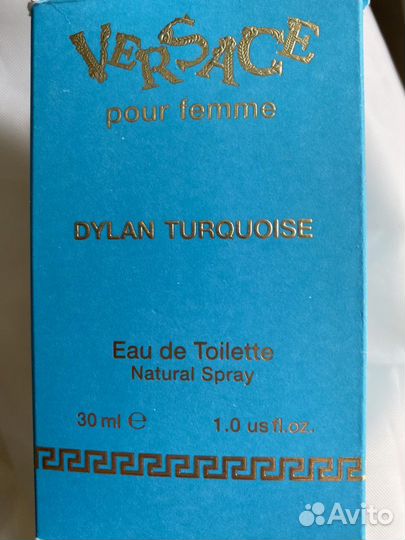 VERSACE
pour femme
DYLAN TURQUOISE
Eau de Toilette
Natural Spray
30 ml ℮ 1.0 us fl.oz.
Avito